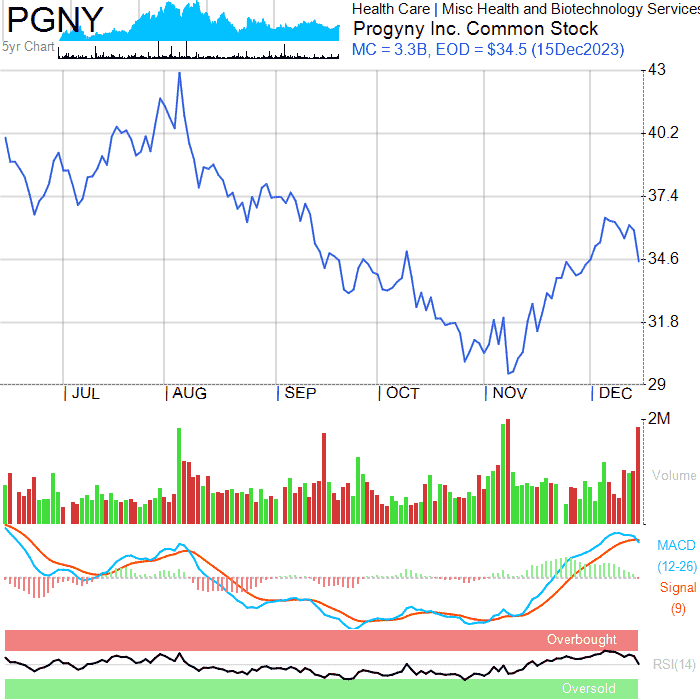 PGNY
5yr Chart
Health Care | Misc Health and Biotechnology Services
Progyny Inc. Common Stock
MC = 3.3B, EOD = $34.5 (15Dec2023)
43
40.2
37.4
34.6
31.8
29
| JUL | AUG | SEP | OCT | NOV | DEC
2M
Volume
MACD
(12-26)
Signal
(9)
Overbought
RSI(14)
Oversold